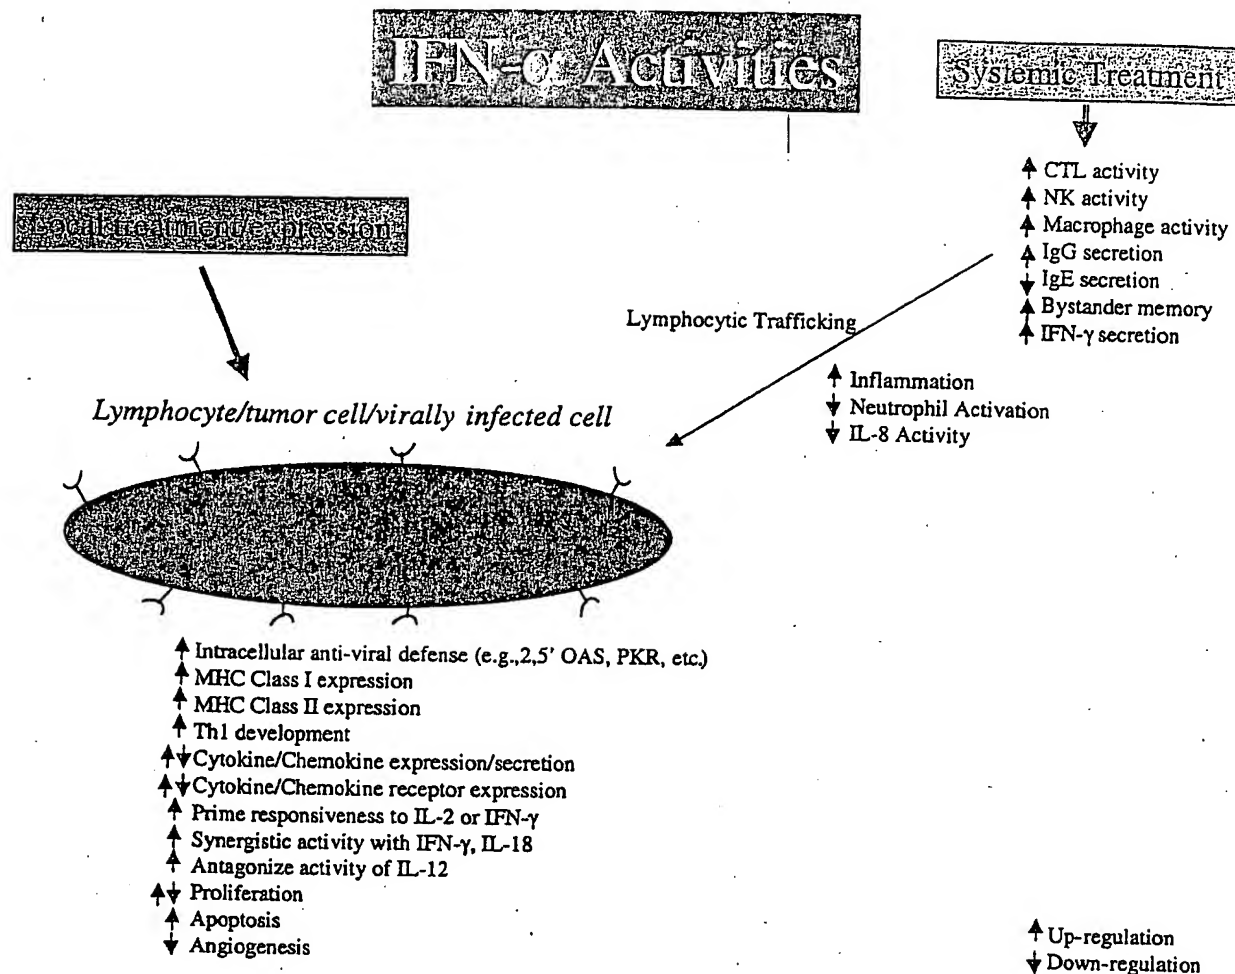 IFN-α Activities
Systemic Treatment
↑ CTL activity
↑ NK activity
↑ Macrophage activity
↑ IgG secretion
↓ IgE secretion
↑ Bystander memory
↑ IFN-γ secretion
Local treatment/expression
Lymphocytic Trafficking
↑ Inflammation
↓ Neutrophil Activation
↓ IL-8 Activity
Lymphocyte/tumor cell/virally infected cell
↑ Intracellular anti-viral defense (e.g.,2,5' OAS, PKR, etc.)
↑ MHC Class I expression
↑ MHC Class II expression
↑ Th1 development
↑↓ Cytokine/Chemokine expression/secretion
↑↓ Cytokine/Chemokine receptor expression
↑ Prime responsiveness to IL-2 or IFN-γ
↑ Synergistic activity with IFN-γ, IL-18
↑ Antagonize activity of IL-12
↑↓ Proliferation
↑ Apoptosis
↓ Angiogenesis
↑ Up-regulation
↓ Down-regulation